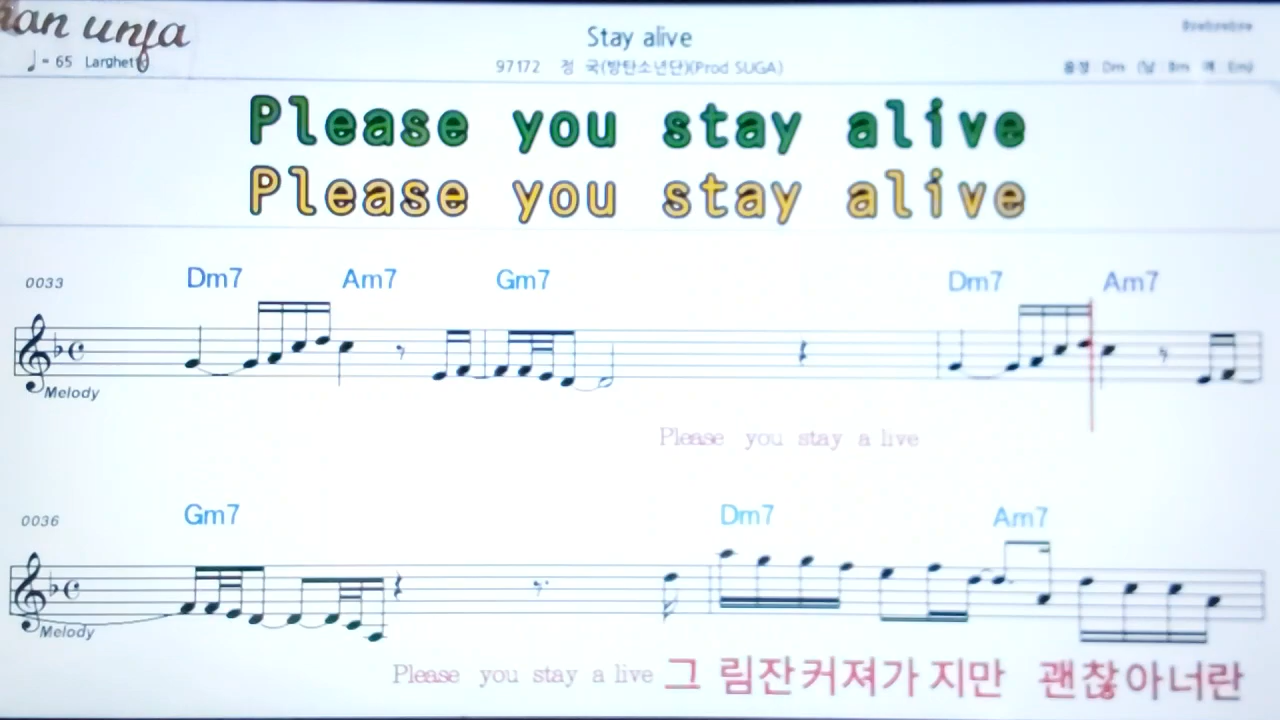 Stay alive
♩= 65 Larghetto
97172 정 국(방탄소년단)(Prod SUGA)
Please you stay alive
Please you stay alive
0033 Dm7 Am7 Gm7 Dm7 Am7
Melody
Please you stay a live
0036 Gm7 Dm7 Am7
Melody
Please you stay a live 그 림잔커져가 지만 괜찮아너란